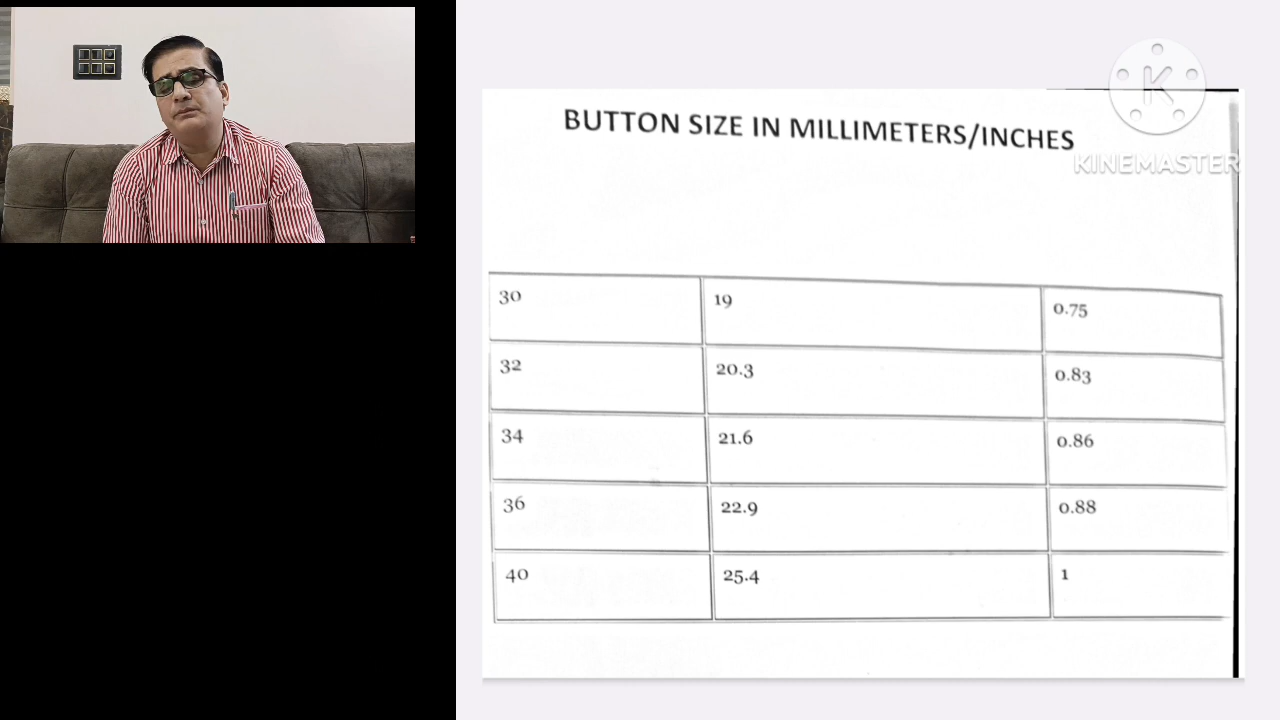 BUTTON SIZE IN MILLIMETERS/INCHES
KINEMASTER
30 19 0.75
32 20.3 0.83
34 21.6 0.86
36 22.9 0.88
40 25.4 1